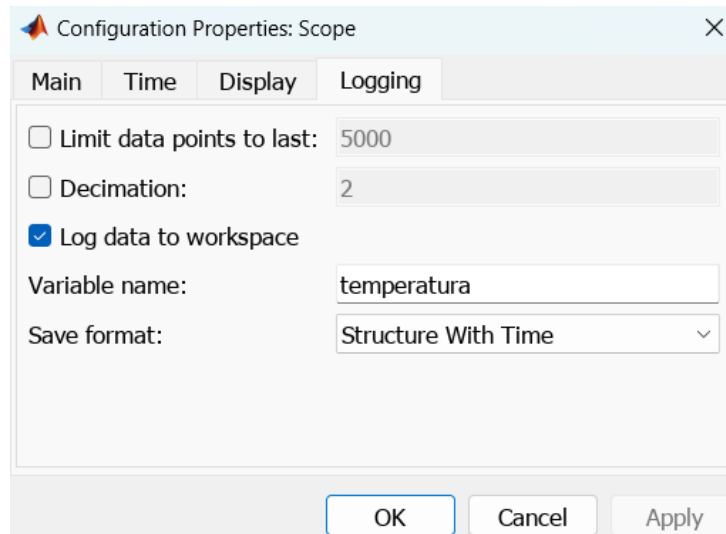 Configuration Properties: Scope
Main Time Display Logging
Limit data points to last: 5000
Decimation: 2
Log data to workspace
Variable name: temperatura
Save format: Structure With Time
OK Cancel Apply